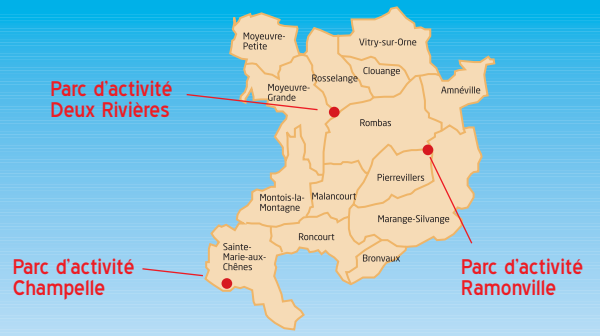 Moyeuvre-
Petite
Vitry-sur-Orne
Clouange
Rosselange
Moyeuvre-
Grande
Amnéville
Parc d'activité
Deux Rivières
Rombas
Pierrevillers
Montois-la-
Montagne
Malancourt
Marange-Silvange
Roncourt
Sainte-
Marie-aux-
Chênes
Bronvaux
Parc d'activité
Champelle
Parc d'activité
Ramonville